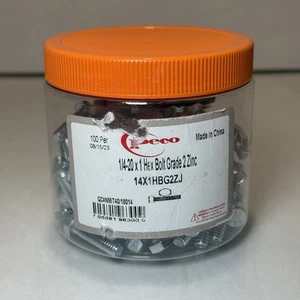 100 Per
08/15/23
Peco
Made in China
1/4-20 x 1 Hex Bolt Grade 2 Zinc
14X1HBG2ZJ